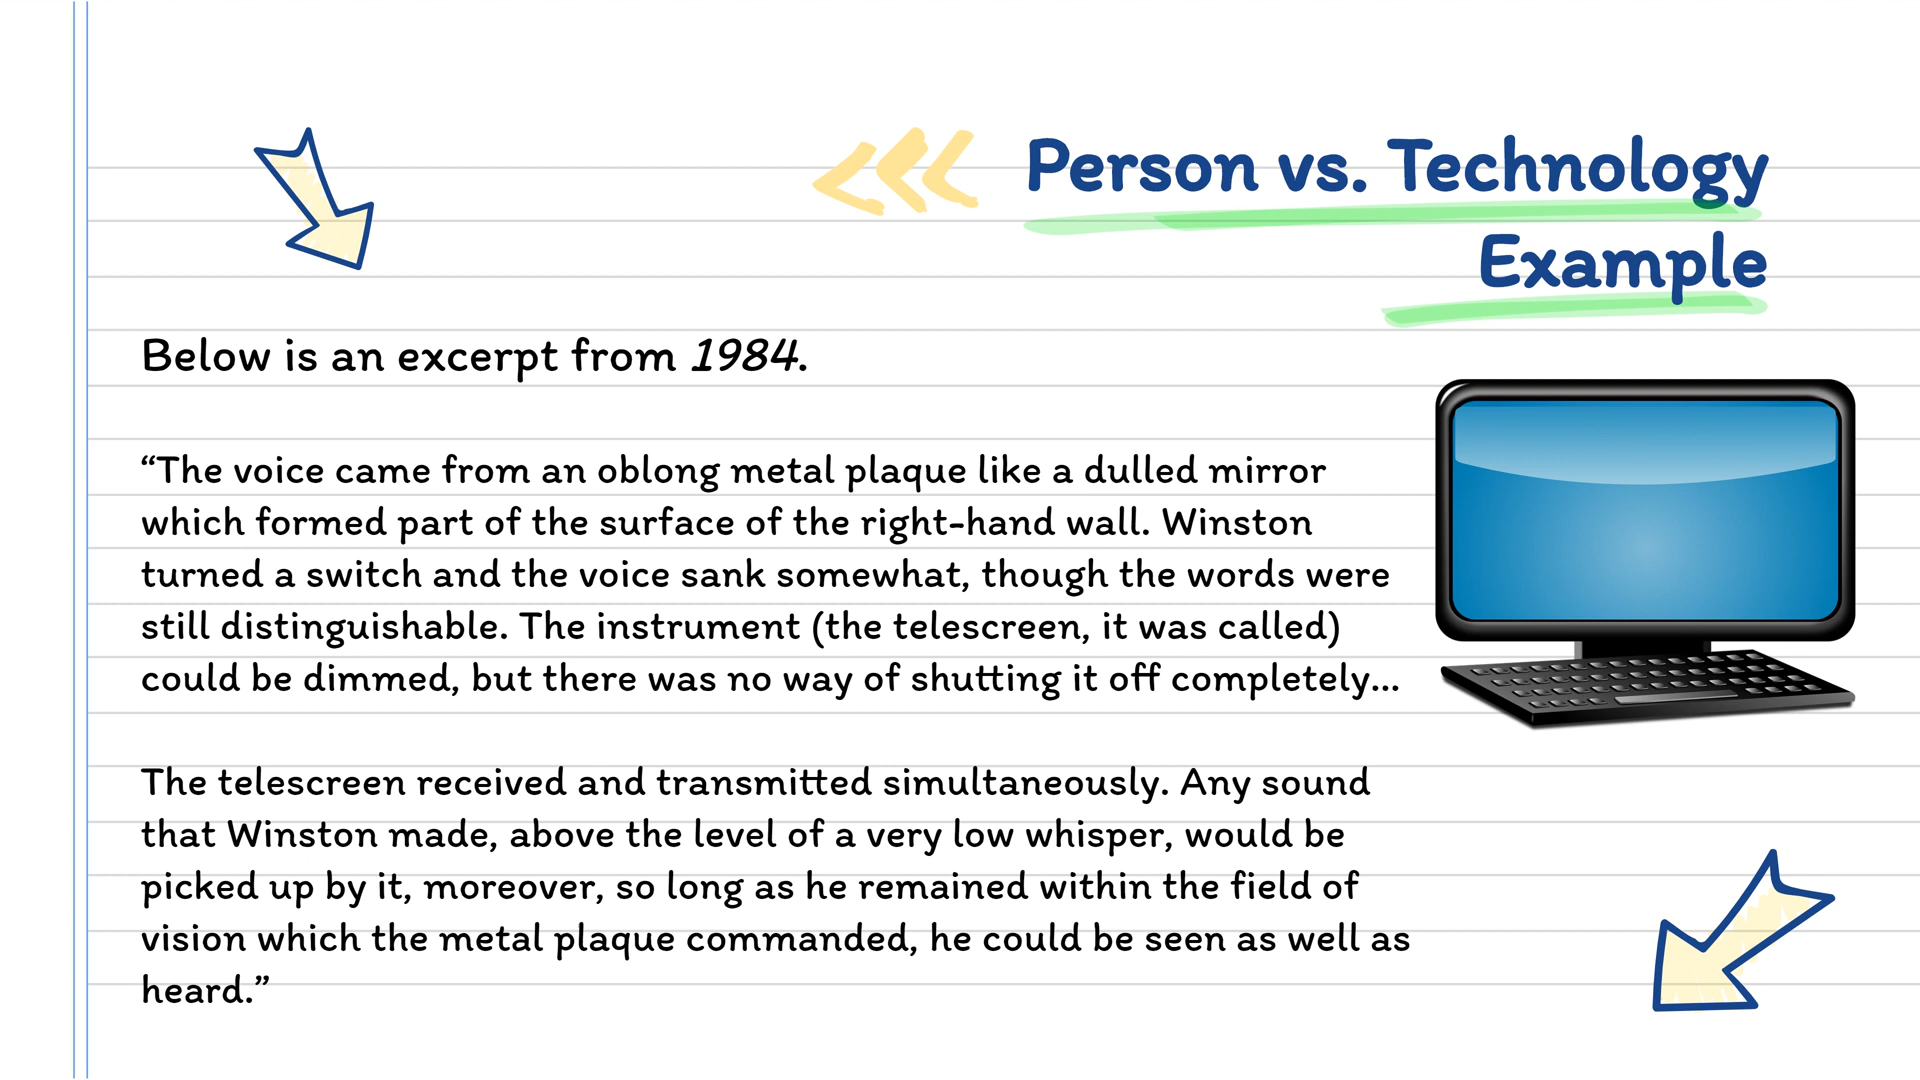 Person vs. Technology
Example
Below is an excerpt from 1984.
“The voice came from an oblong metal plaque like a dulled mirror
which formed part of the surface of the right-hand wall. Winston
turned a switch and the voice sank somewhat, though the words were
still distinguishable. The instrument (the telescreen, it was called)
could be dimmed, but there was no way of shutting it off completely...
The telescreen received and transmitted simultaneously. Any sound
that Winston made, above the level of a very low whisper, would be
picked up by it, moreover, so long as he remained within the field of
vision which the metal plaque commanded, he could be seen as well as
heard.”